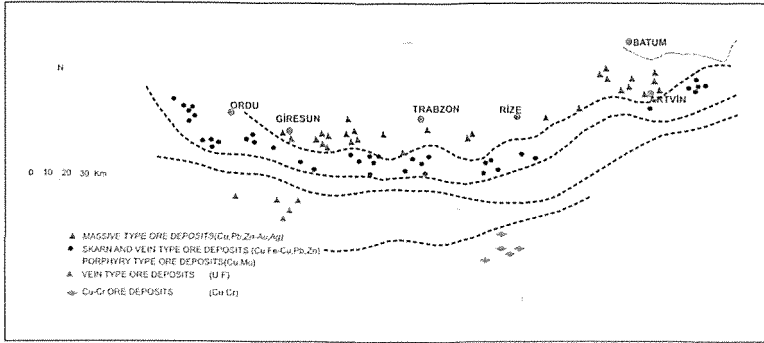 BATUM
N
ORDU
GİRESUN
TRABZON
RİZE
ARTVİN
0 10 20 30 Km
MASSIVE TYPE ORE DEPOSITS(Cu,Pb,Zn-Au,Ag)
SKARN AND VEIN TYPE ORE DEPOSITS (Cu Fe-Cu,Pb,Zn)
PORPHYRY TYPE ORE DEPOSITS(Cu,Mo)
VEIN TYPE ORE DEPOSITS (U F)
Cu-Cr ORE DEPOSITS (Cu Cr)